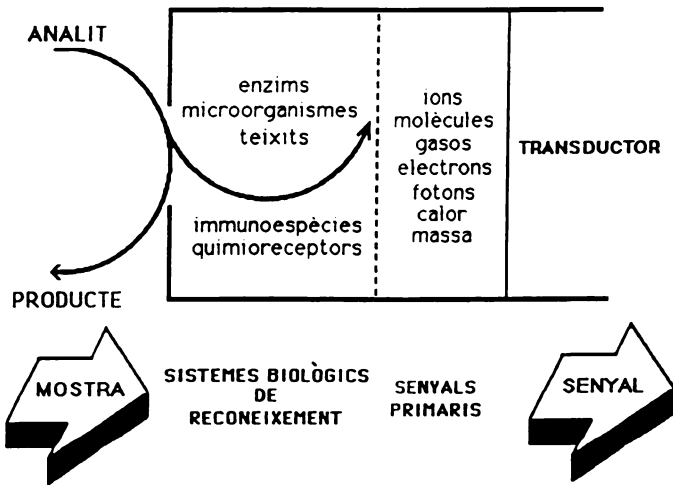 ANALIT
enzims
microorganismes
teixits
immunoespècies
quimioreceptors
ions
molècules
gasos
electrons
fotons
calor
massa
TRANSDUCTOR
PRODUCTE
MOSTRA
SISTEMES BIOLÒGICS
DE
RECONEIXEMENT
SENYALS
PRIMARIS
SENYAL